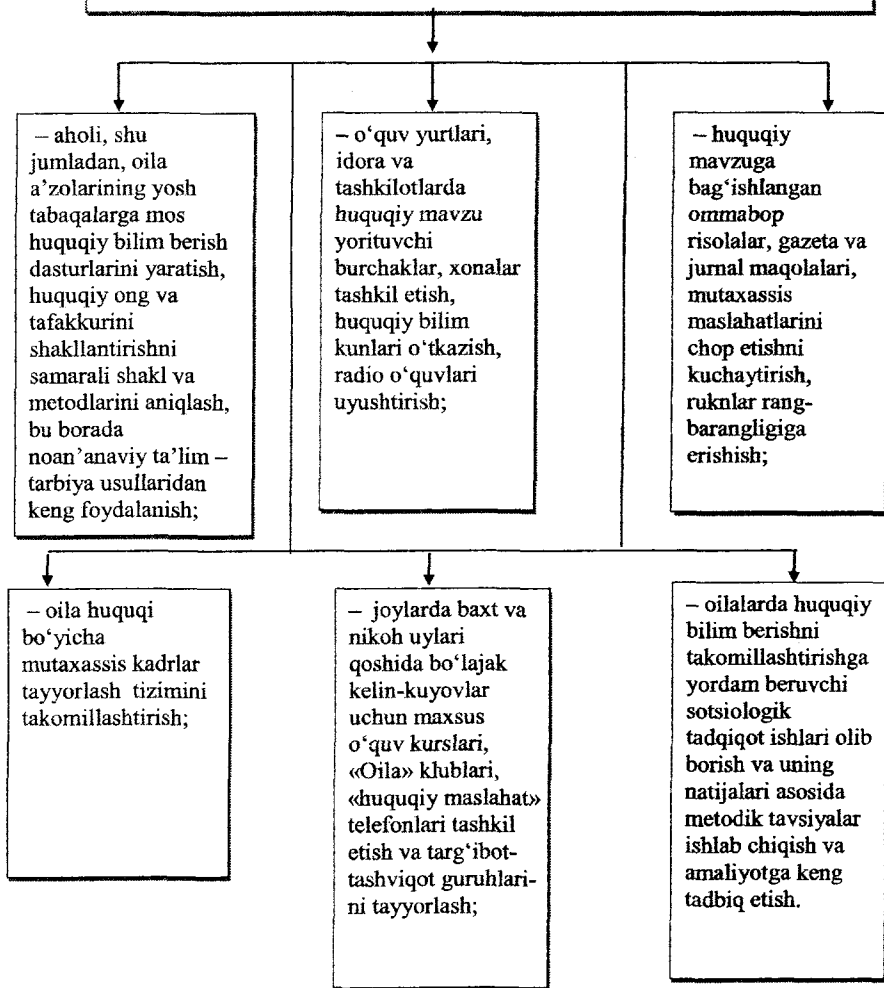 – aholi, shu
jumladan, oila
a’zolarining yosh
tabaqalarga mos
huquqiy bilim berish
dasturlarini yaratish,
huquqiy ong va
tafakkurini
shakllantirishni
samarali shakl va
metodlarini aniqlash,
bu borada
noan’anaviy ta’lim –
tarbiya usullaridan
keng foydalanish;
– o‘quv yurtlari,
idora va
tashkilotlarda
huquqiy mavzu
yorituvchi
burchaklar, xonalar
tashkil etish,
huquqiy bilim
kunlari o‘tkazish,
radio o‘quvlari
uyushtirish;
– huquqiy
mavzuga
bag‘ishlangan
ommabop
risolalar, gazeta va
jurnal maqolalari,
mutaxassis
maslahatlarini
chop etishni
kuchaytirish,
ruknlar rang-
barangligiga
erishish;
– oila huquqi
bo‘yicha
mutaxassis kadrlar
tayyorlash tizimini
takomillashtirish;
– joylarda baxt va
nikoh uylari
qoshida bo‘lajak
kelin-kuyovlar
uchun maxsus
o‘quv kurslari,
«Oila» klublari,
«huquqiy maslahat»
telefonlari tashkil
etish va targ‘ibot-
tashviqot guruhlari-
ni tayyorlash;
– oilalarda huquqiy
bilim berishni
takomillashtirishga
yordam beruvchi
sotsiologik
tadqiqot ishlari olib
borish va uning
natijalari asosida
metodik tavsiyalar
ishlab chiqish va
amaliyotga keng
tadbiq etish.